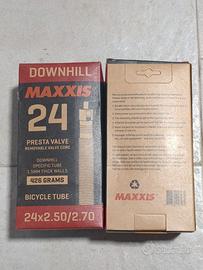 DOWNHILL
MAXXIS
24
PRESTA VALVE
REMOVABLE VALVE CORE
DOWNHILL
SPECIFIC TUBE
1.5MM THICK WALLS
426 GRAMS
BICYCLE TUBE
24x2.50/2.70
MAXXIS